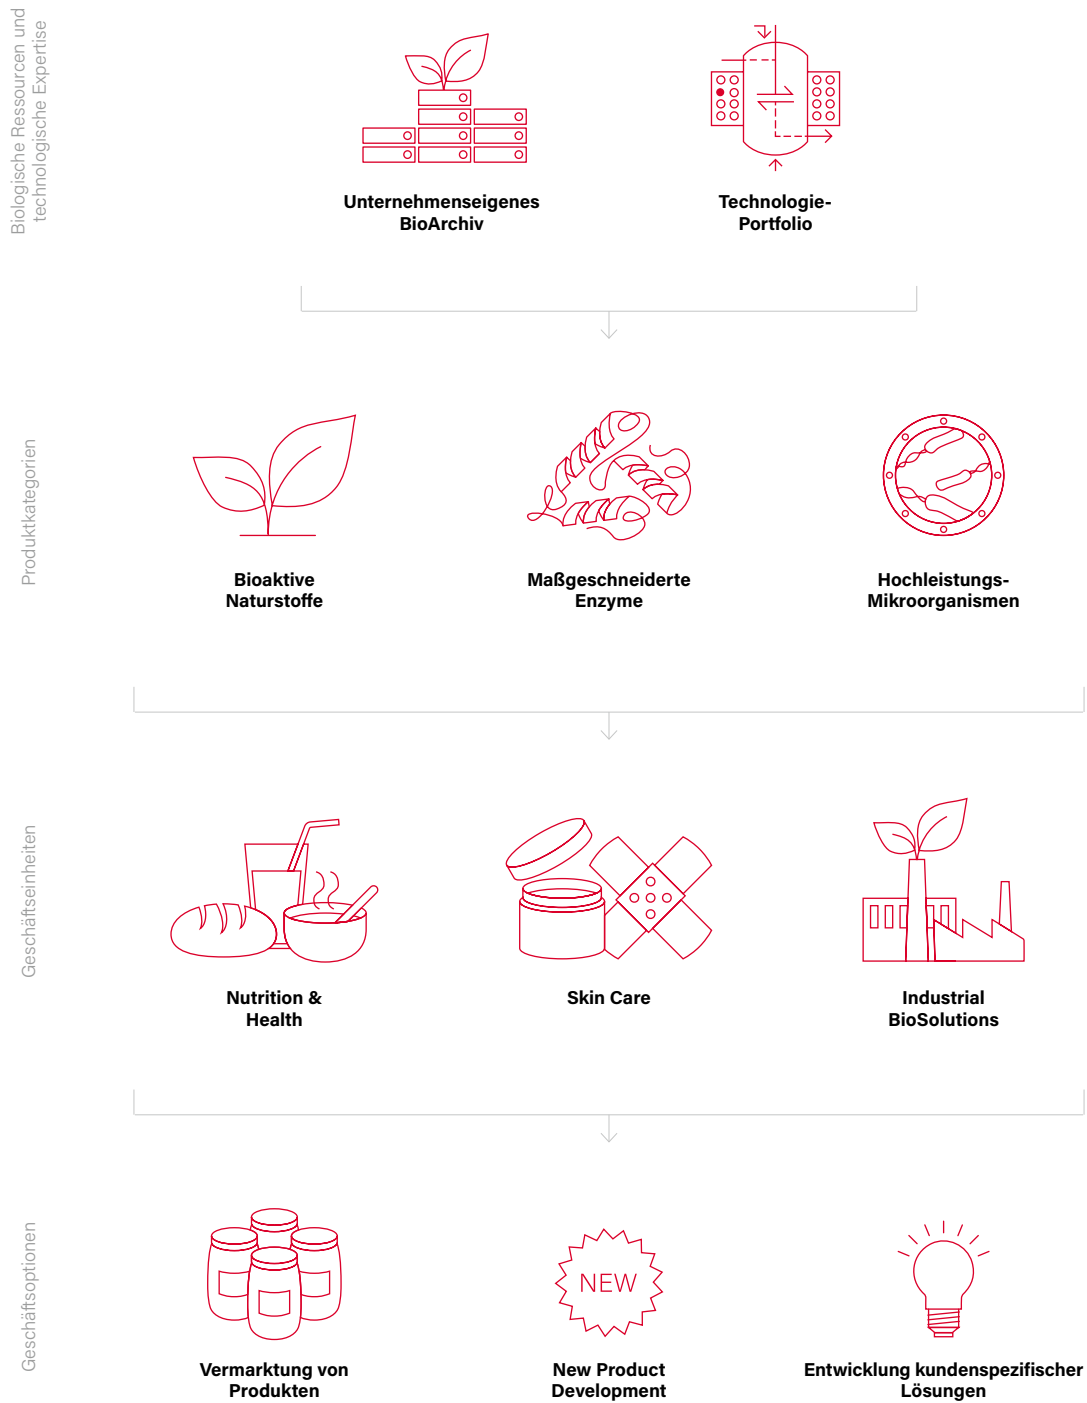 Biologische Ressourcen und
technologische Expertise
Unternehmenseigenes
BioArchiv
Technologie-
Portfolio
Produktkategorien
Bioaktive
Naturstoffe
Maßgeschneiderte
Enzyme
Hochleistungs-
Mikroorganismen
Geschäftseinheiten
Nutrition &
Health
Skin Care
Industrial
BioSolutions
Geschäftsoptionen
NEW
Vermarktung von
Produkten
New Product
Development
Entwicklung kundenspezifischer
Lösungen